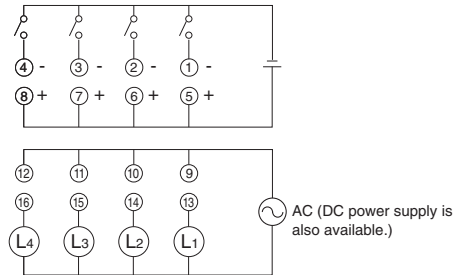 4 - 3 - 2 - 1 -
8 + 7 + 6 + 5 +
12 11 10 9
16 15 14 13
AC (DC power supply is
also available.)
L4 L3 L2 L1